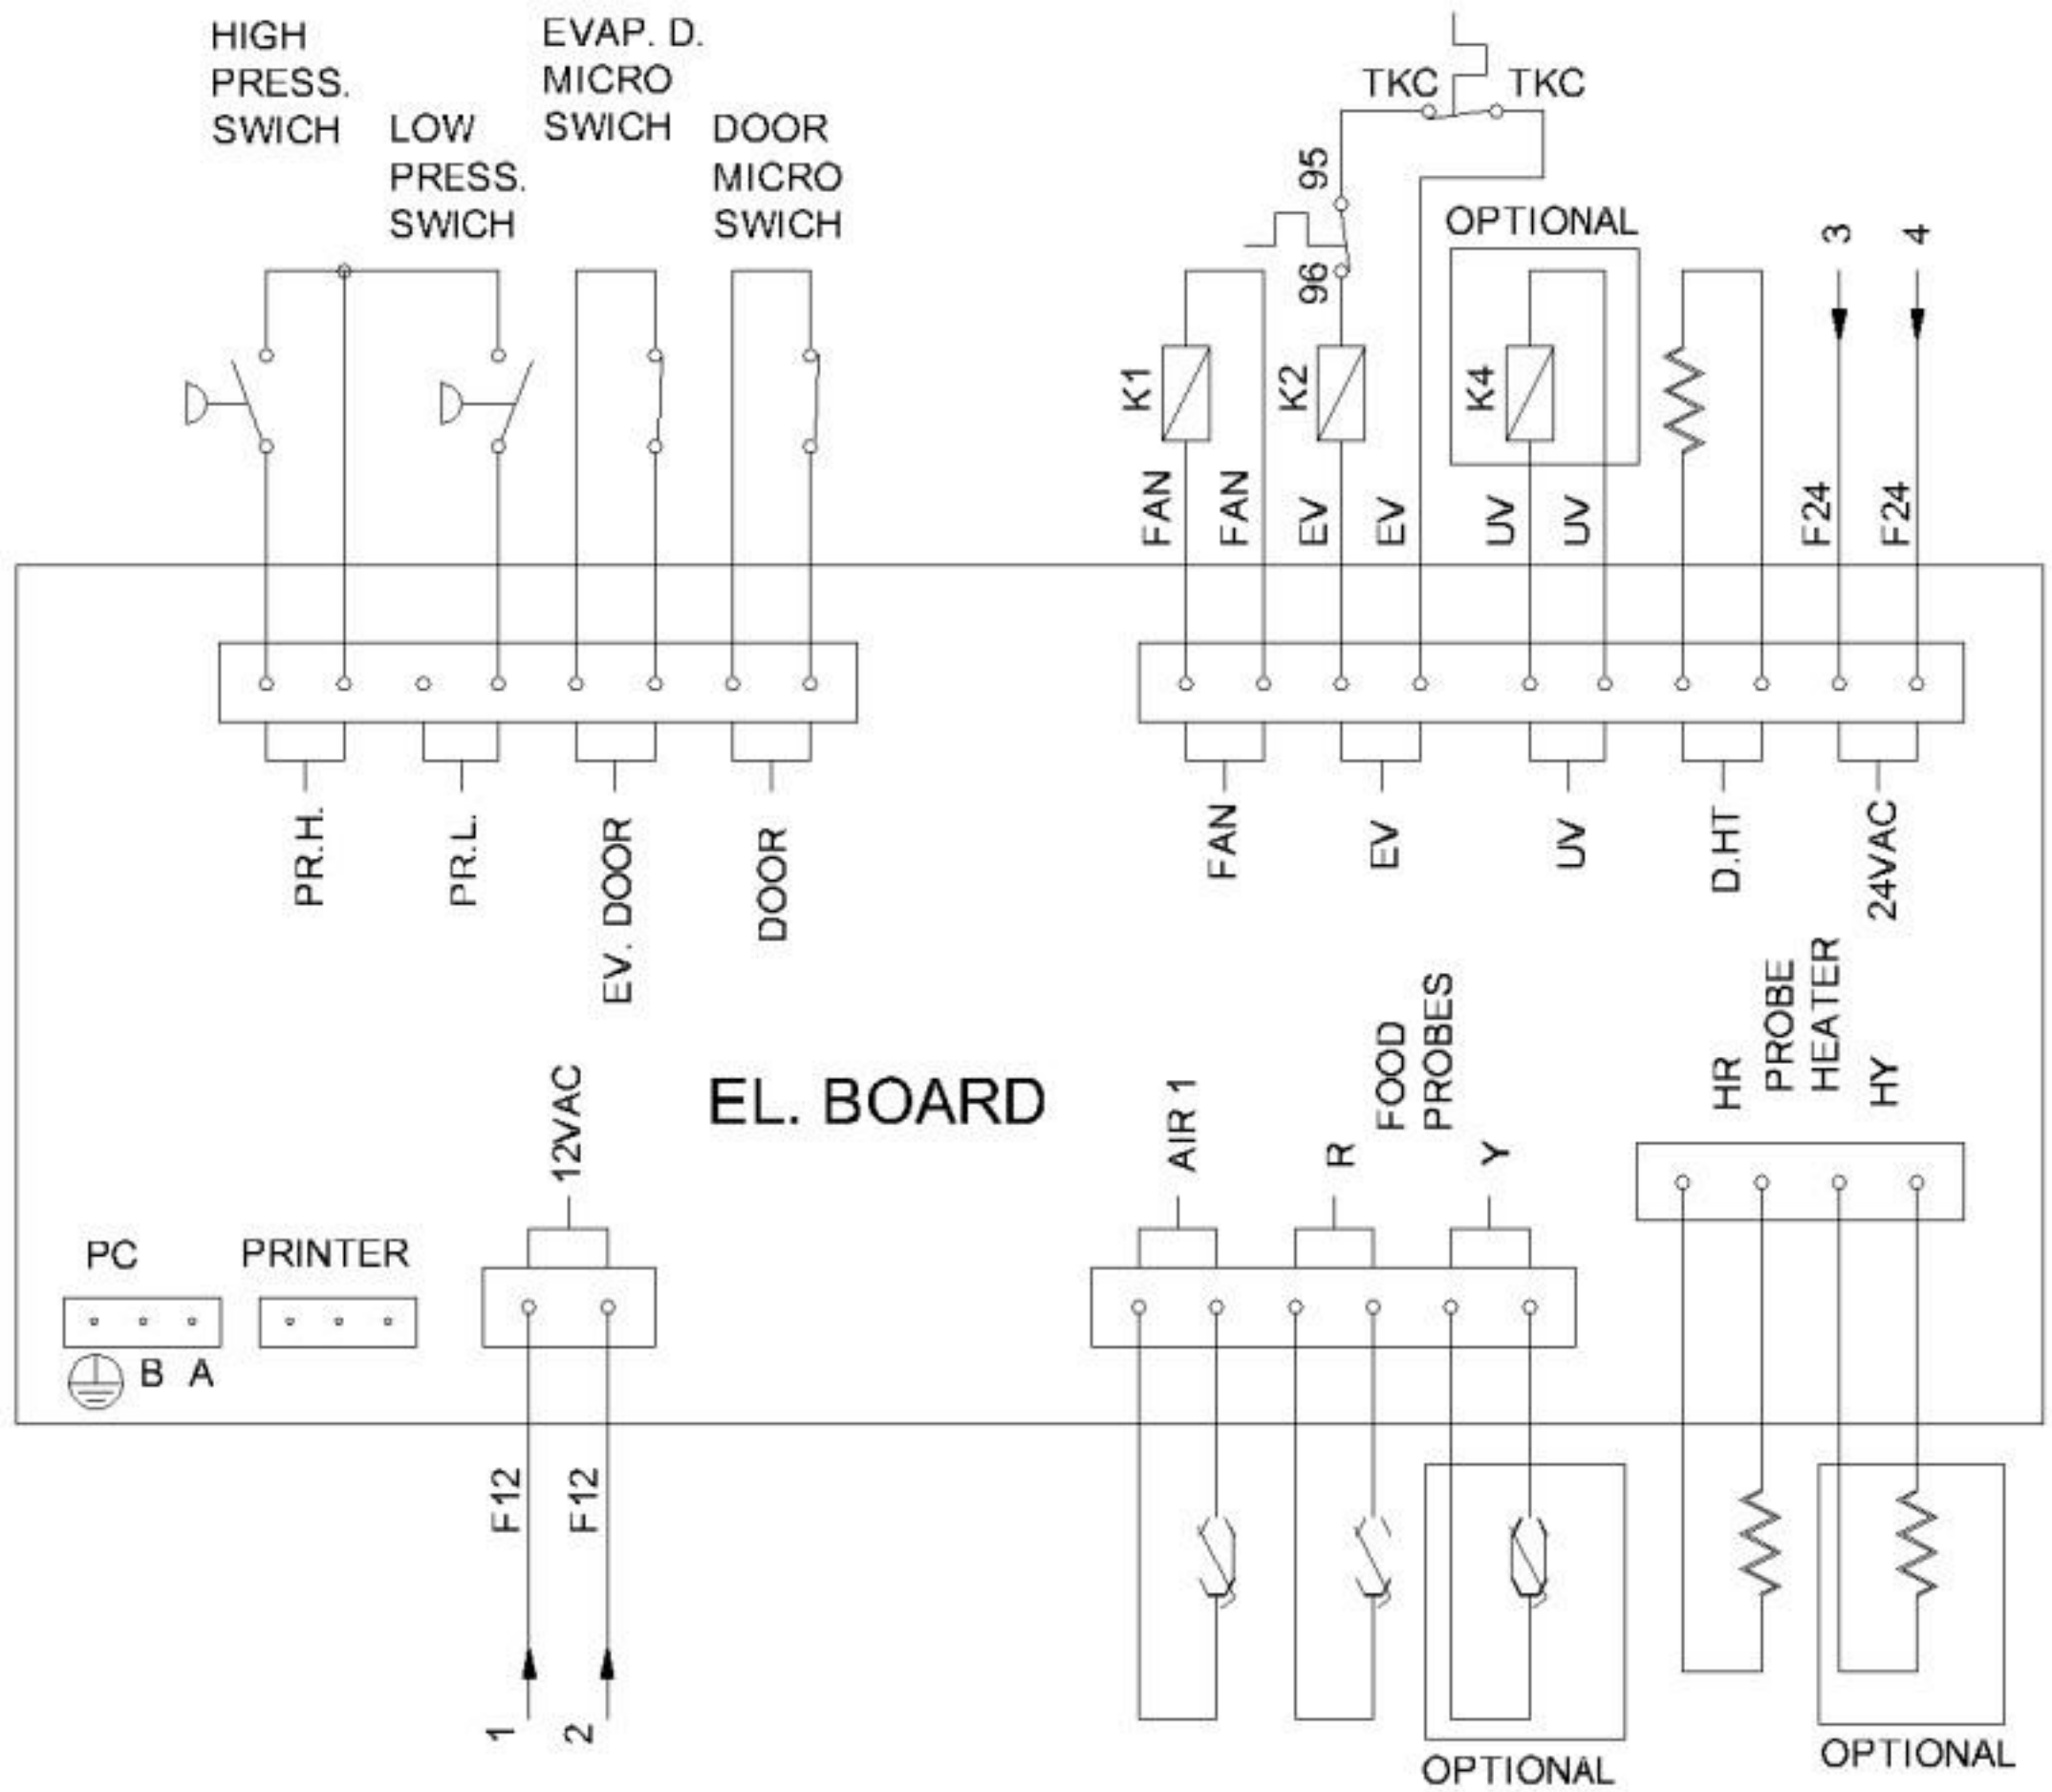 HIGH
PRESS.
SWICH
LOW
PRESS.
SWICH
EVAP. D.
MICRO
SWICH
DOOR
MICRO
SWICH
TKC
TKC
95
96
OPTIONAL
3
4
K1
K2
K4
FAN
FAN
EV
EV
UV
UV
F24
F24
PR.H.
PR.L.
EV. DOOR
DOOR
FAN
EV
UV
D.HT
24VAC
EL. BOARD
12VAC
AIR 1
R
FOOD
PROBES
Y
HR
PROBE
HEATER
HY
PC
PRINTER
B
A
F12
F12
1
2
OPTIONAL
OPTIONAL